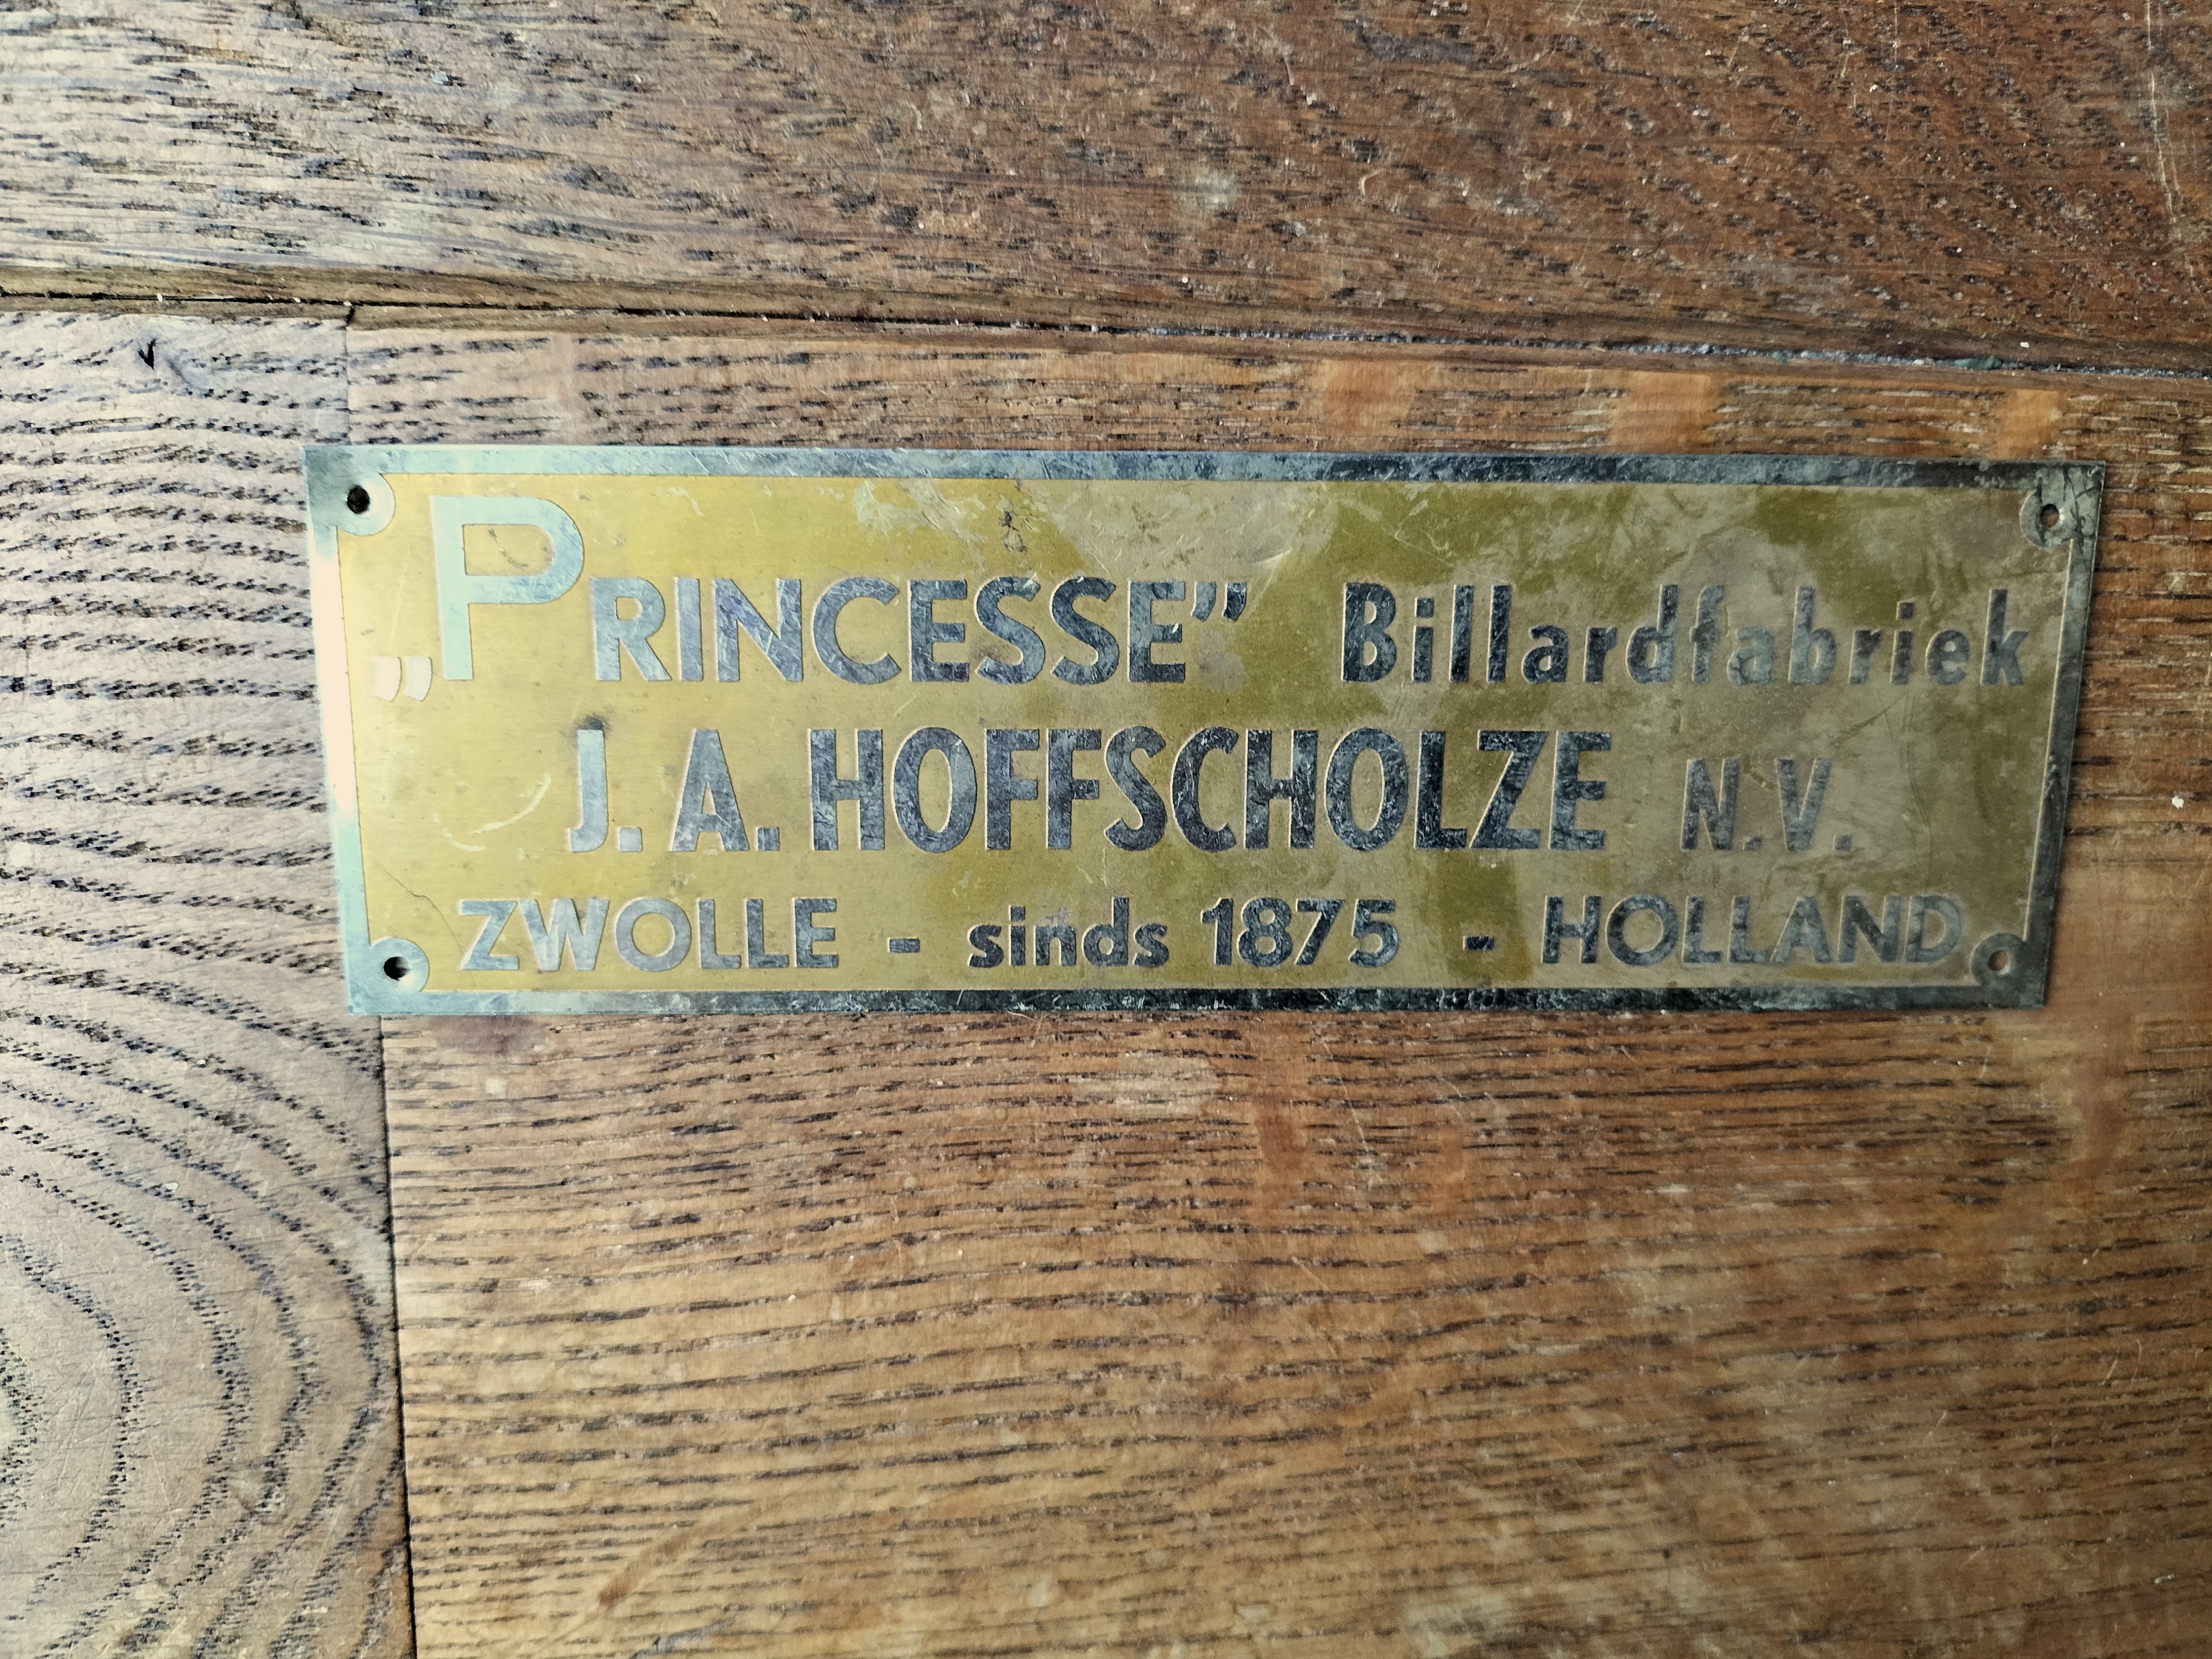 „PRINCESSE” Billardfabriek
J. A. HOFFSCHOLZE N.V.
ZWOLLE - sinds 1875 - HOLLAND